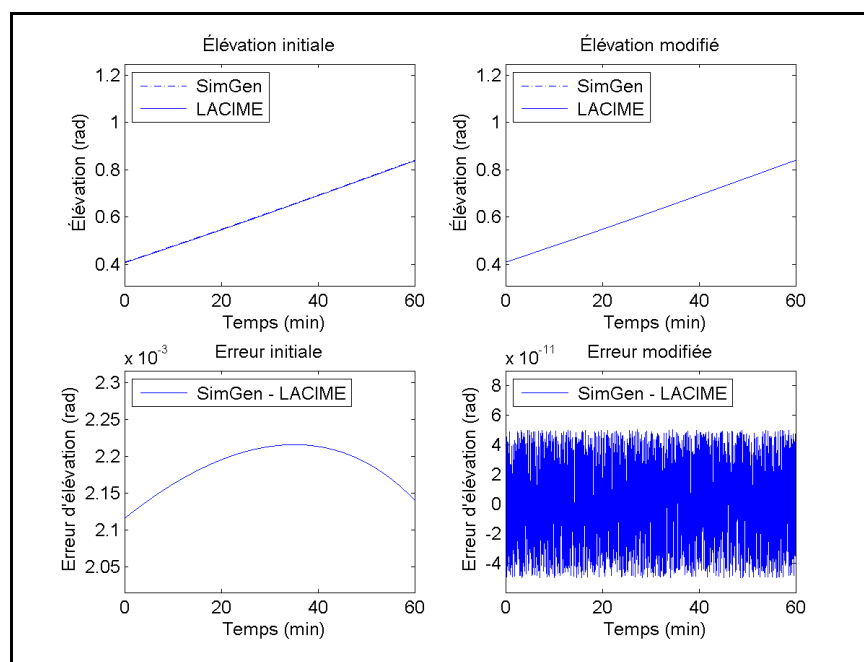 Élévation initiale
1.2
1
0.8
0.6
0.4
SimGen
LACIME
Élévation (rad)
0
20
40
60
Temps (min)
Élévation modifié
1.2
1
0.8
0.6
0.4
SimGen
LACIME
Élévation (rad)
0
20
40
60
Temps (min)
x 10^-3
Erreur initiale
2.3
2.25
2.2
2.15
2.1
2.05
SimGen - LACIME
Erreur d'élévation (rad)
0
20
40
60
Temps (min)
x 10^-11
Erreur modifiée
8
6
4
2
0
-2
-4
SimGen - LACIME
Erreur d'élévation (rad)
0
20
40
60
Temps (min)